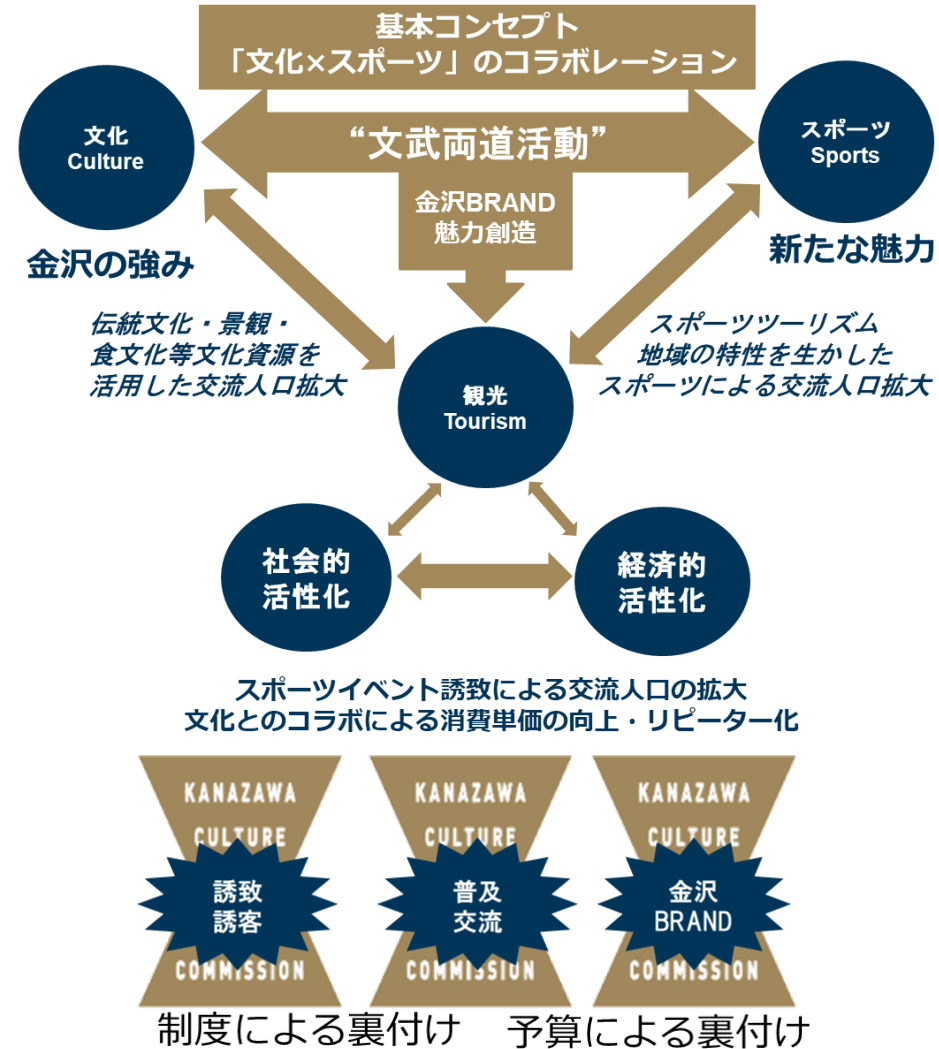 基本コンセプト
「文化×スポーツ」のコラボレーション
文化
Culture
“文武両道活動”
スポーツ
Sports
金沢BRAND
魅力創造
金沢の強み
新たな魅力
伝統文化・景観・
食文化等文化資源を
活用した交流人口拡大
スポーツツーリズム
地域の特性を生かした
スポーツによる交流人口拡大
観光
Tourism
社会的
活性化
経済的
活性化
スポーツイベント誘致による交流人口の拡大
文化とのコラボによる消費単価の向上・リピーター化
KANAZAWA
CULTURE
誘致
誘客
COMMISSION
KANAZAWA
CULTURE
普及
交流
COMMISSION
KANAZAWA
CULTURE
金沢
BRAND
COMMISSION
制度による裏付け
予算による裏付け